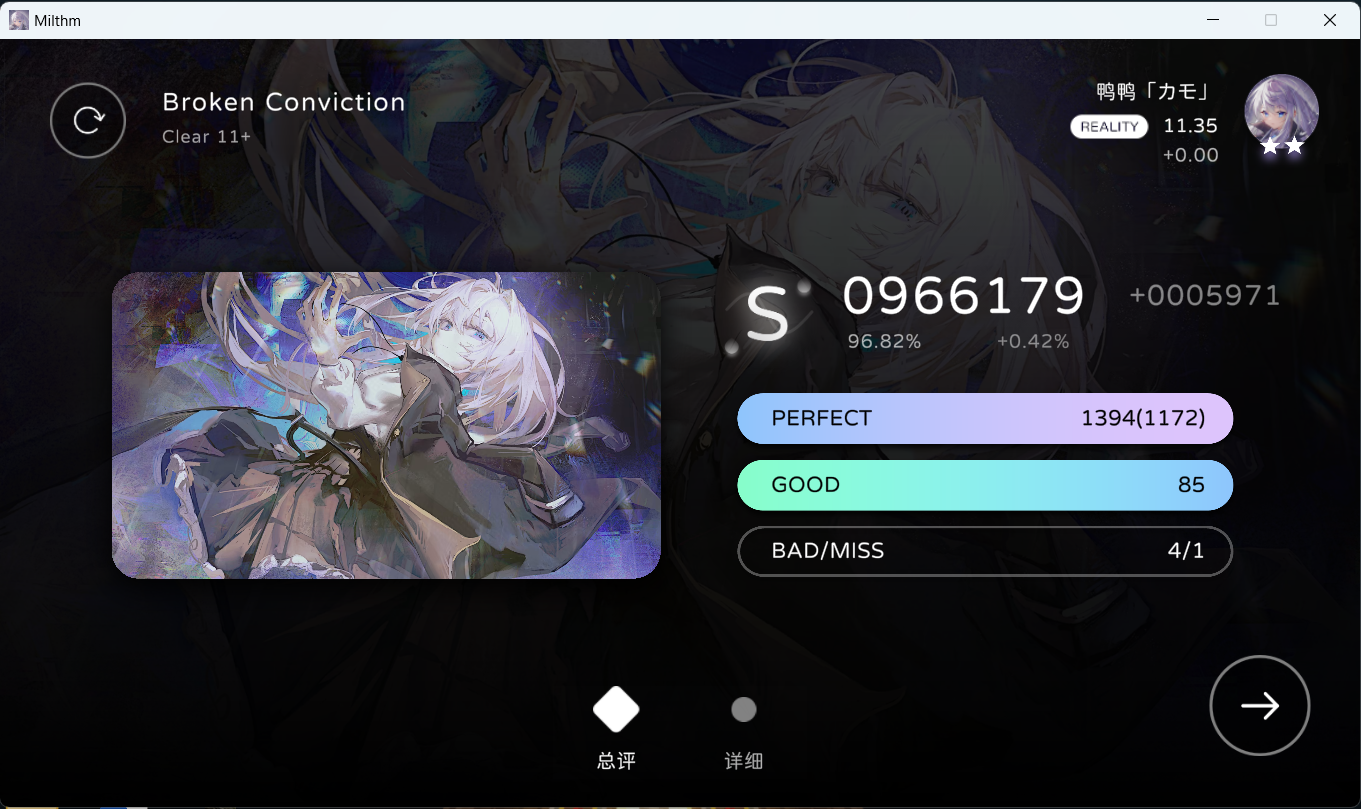 Milthm
Broken Conviction
Clear 11+
鸭鸭「カモ」
REALITY 11.35
+0.00
S 0966179 +0005971
96.82% +0.42%
PERFECT 1394(1172)
GOOD 85
BAD/MISS 4/1
总评 详细